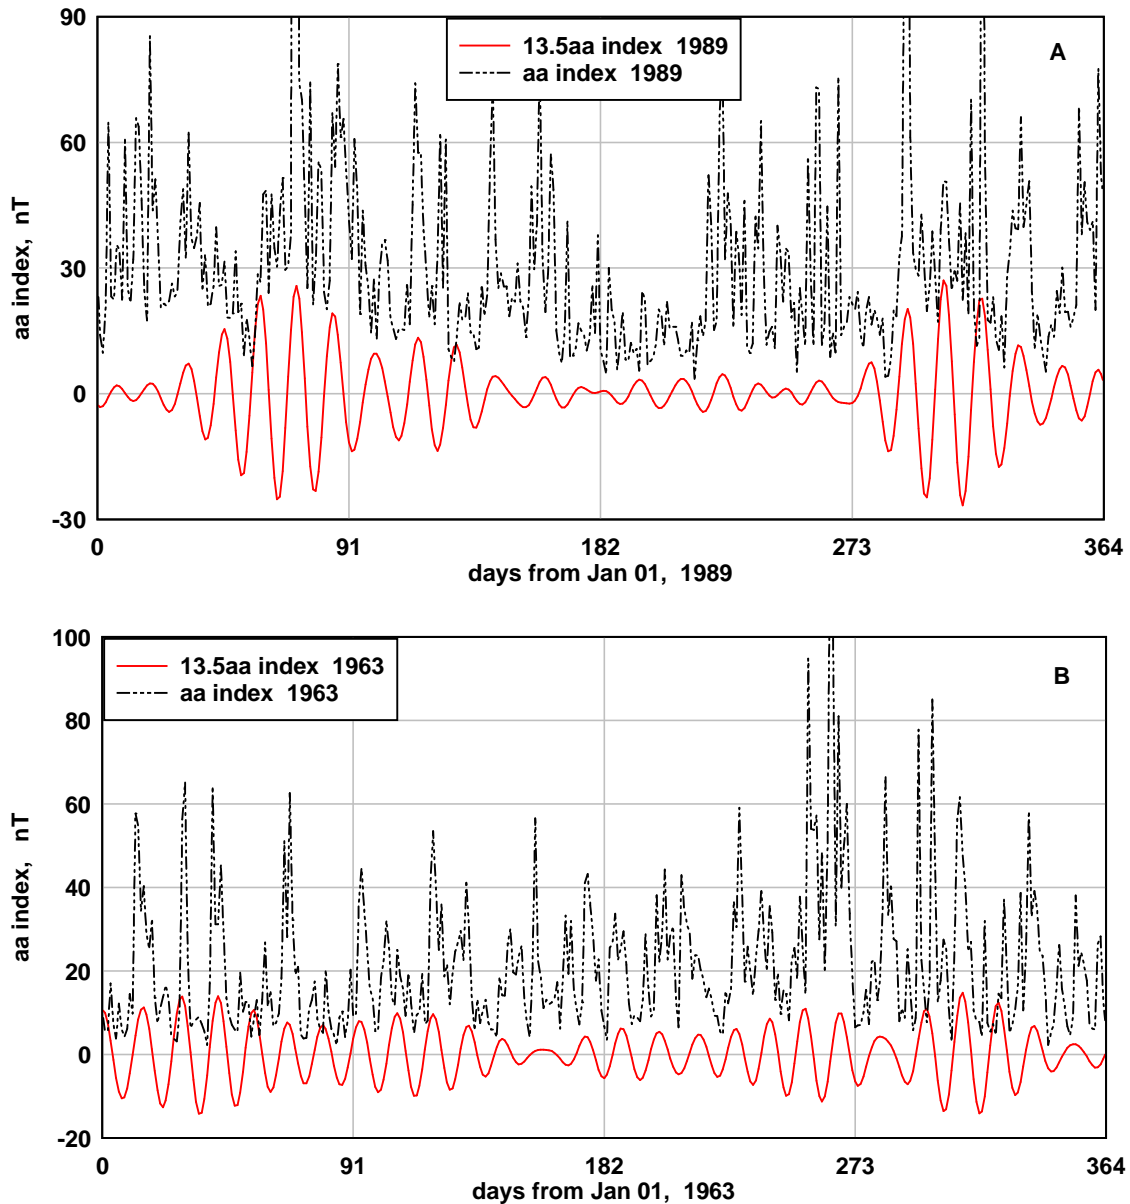 90
13.5aa index 1989
aa index 1989
A
60
30
0
-30
aa index, nT
0 91 182 273 364
days from Jan 01, 1989
100
13.5aa index 1963
aa index 1963
B
80
60
40
20
0
-20
aa index, nT
0 91 182 273 364
days from Jan 01, 1963